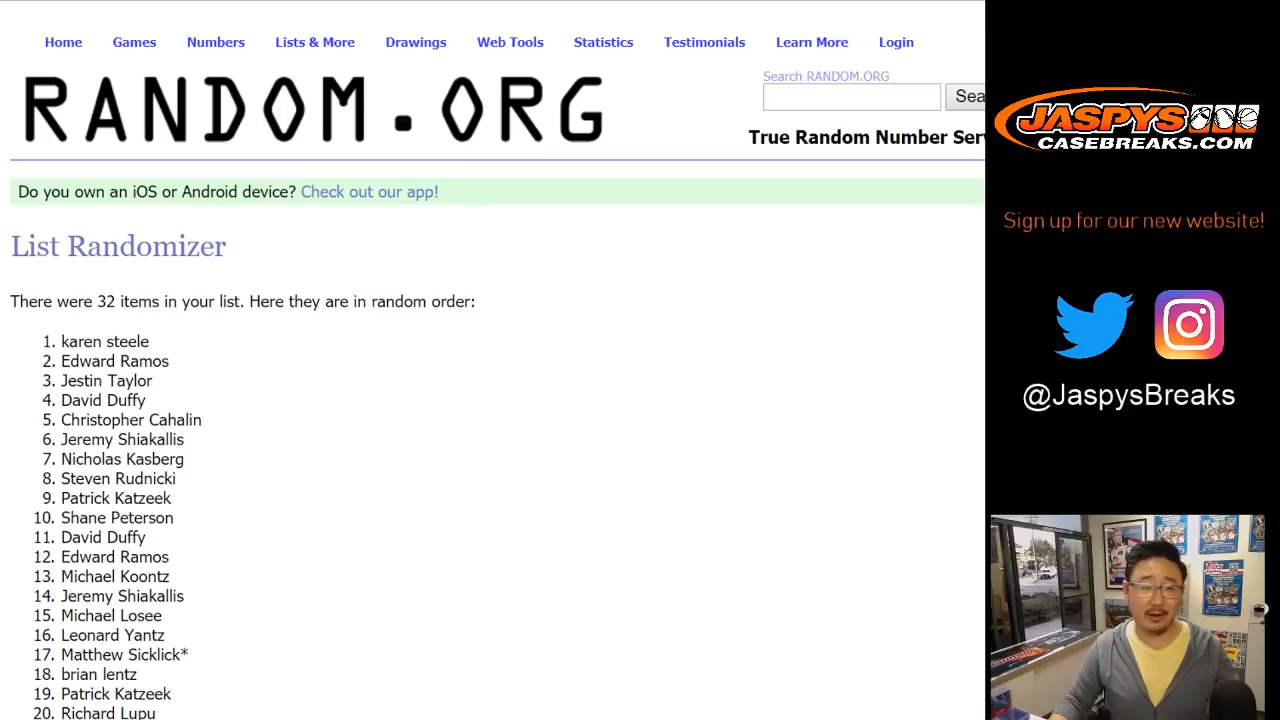 Home Games Numbers Lists & More Drawings Web Tools Statistics Testimonials Learn More Login
RANDOM.ORG
Search RANDOM.ORG
Sea
True Random Number Ser
Do you own an iOS or Android device? Check out our app!
List Randomizer
There were 32 items in your list. Here they are in random order:
1. karen steele
2. Edward Ramos
3. Jestin Taylor
4. David Duffy
5. Christopher Cahalin
6. Jeremy Shiakallis
7. Nicholas Kasberg
8. Steven Rudnicki
9. Patrick Katzeek
10. Shane Peterson
11. David Duffy
12. Edward Ramos
13. Michael Koontz
14. Jeremy Shiakallis
15. Michael Losee
16. Leonard Yantz
17. Matthew Sicklick*
18. brian lentz
19. Patrick Katzeek
20. Richard Lupu
JASPYS
CASEBREAKS.COM
Sign up for our new website!
@JaspysBreaks